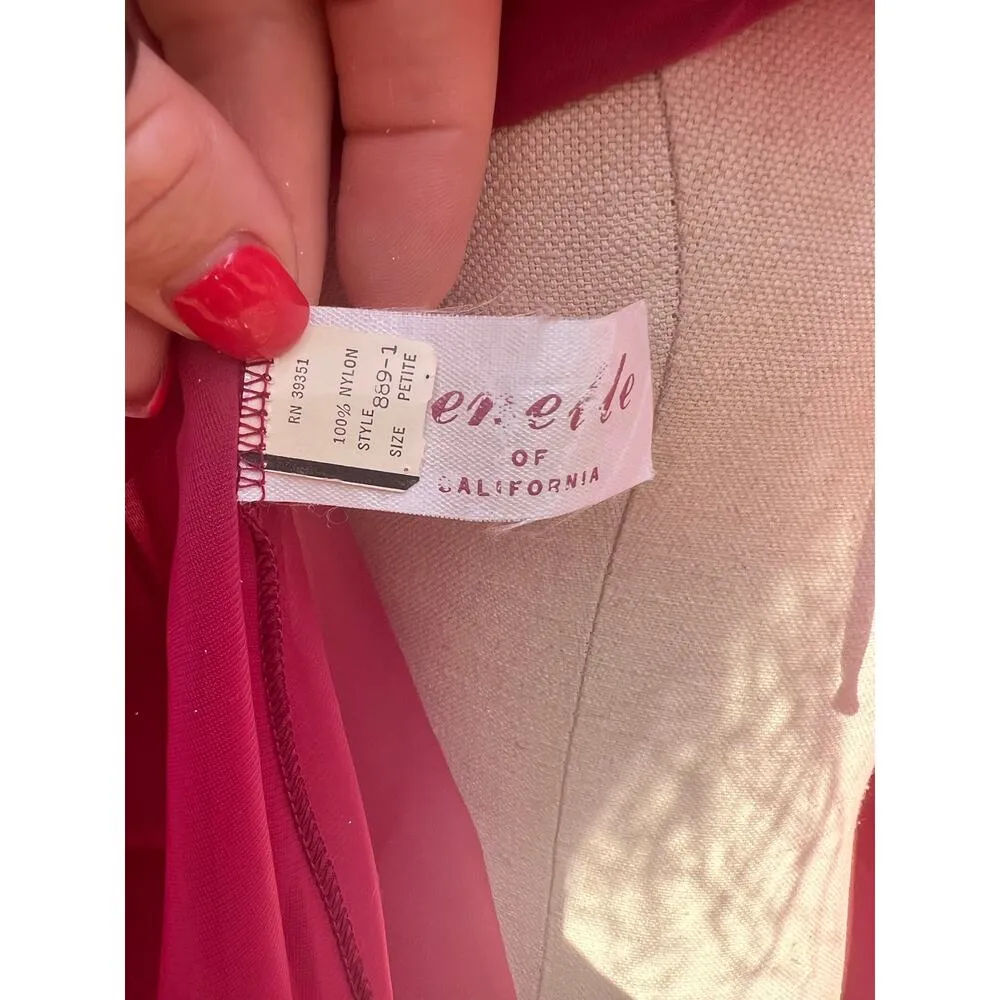 RN 39351
100% NYLON
STYLE 889-1
SIZE PETITE
OF
CALIFORNIA